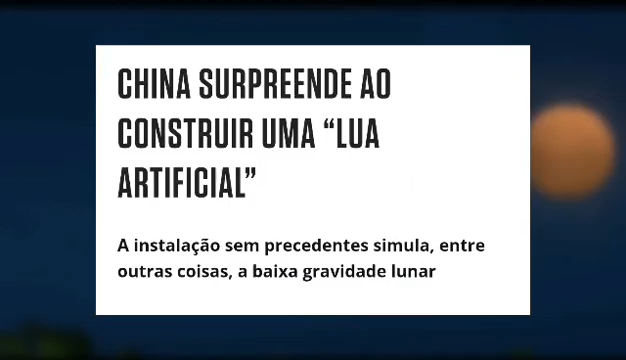 CHINA SURPREENDE AO
CONSTRUIR UMA “LUA
ARTIFICIAL”
A instalação sem precedentes simula, entre
outras coisas, a baixa gravidade lunar